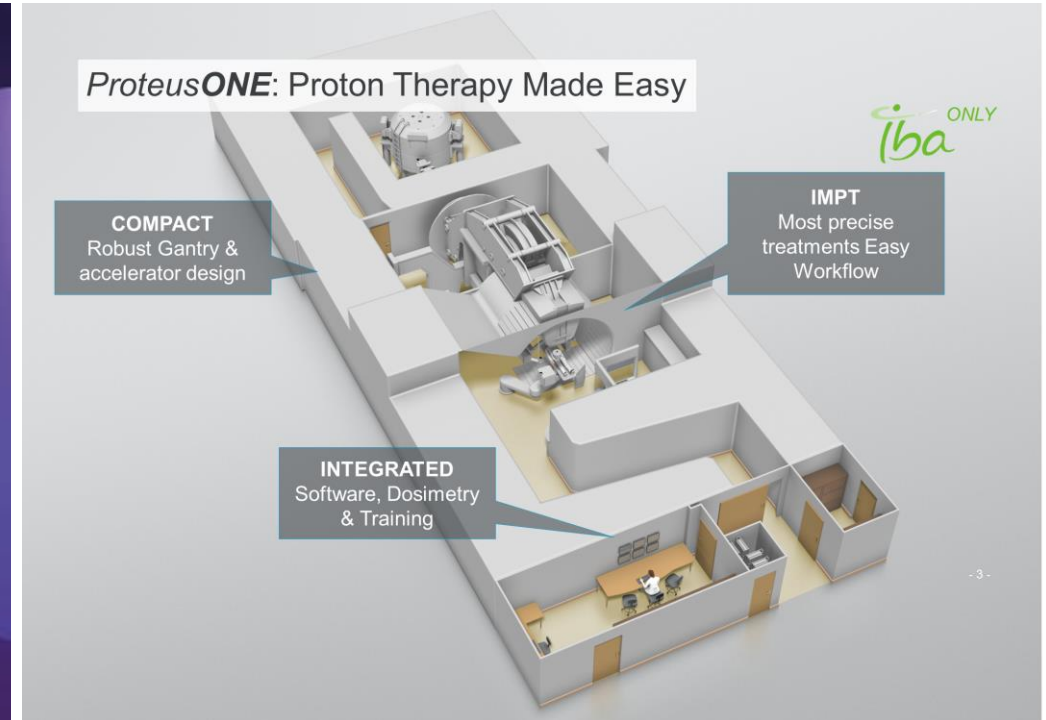 ProteusONE: Proton Therapy Made Easy
iba ONLY
COMPACT
Robust Gantry &
accelerator design
IMPT
Most precise
treatments Easy
Workflow
INTEGRATED
Software, Dosimetry
& Training
- 3 -